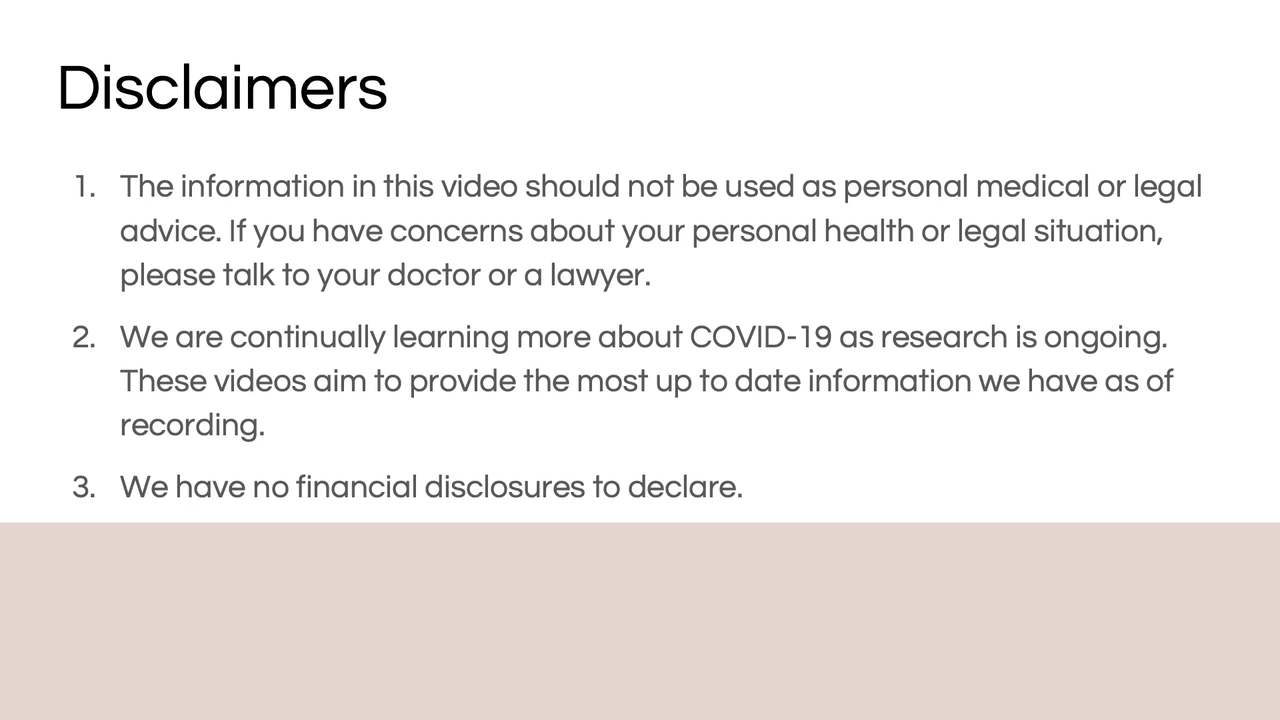 Disclaimers
1. The information in this video should not be used as personal medical or legal
advice. If you have concerns about your personal health or legal situation,
please talk to your doctor or a lawyer.
2. We are continually learning more about COVID-19 as research is ongoing.
These videos aim to provide the most up to date information we have as of
recording.
3. We have no financial disclosures to declare.